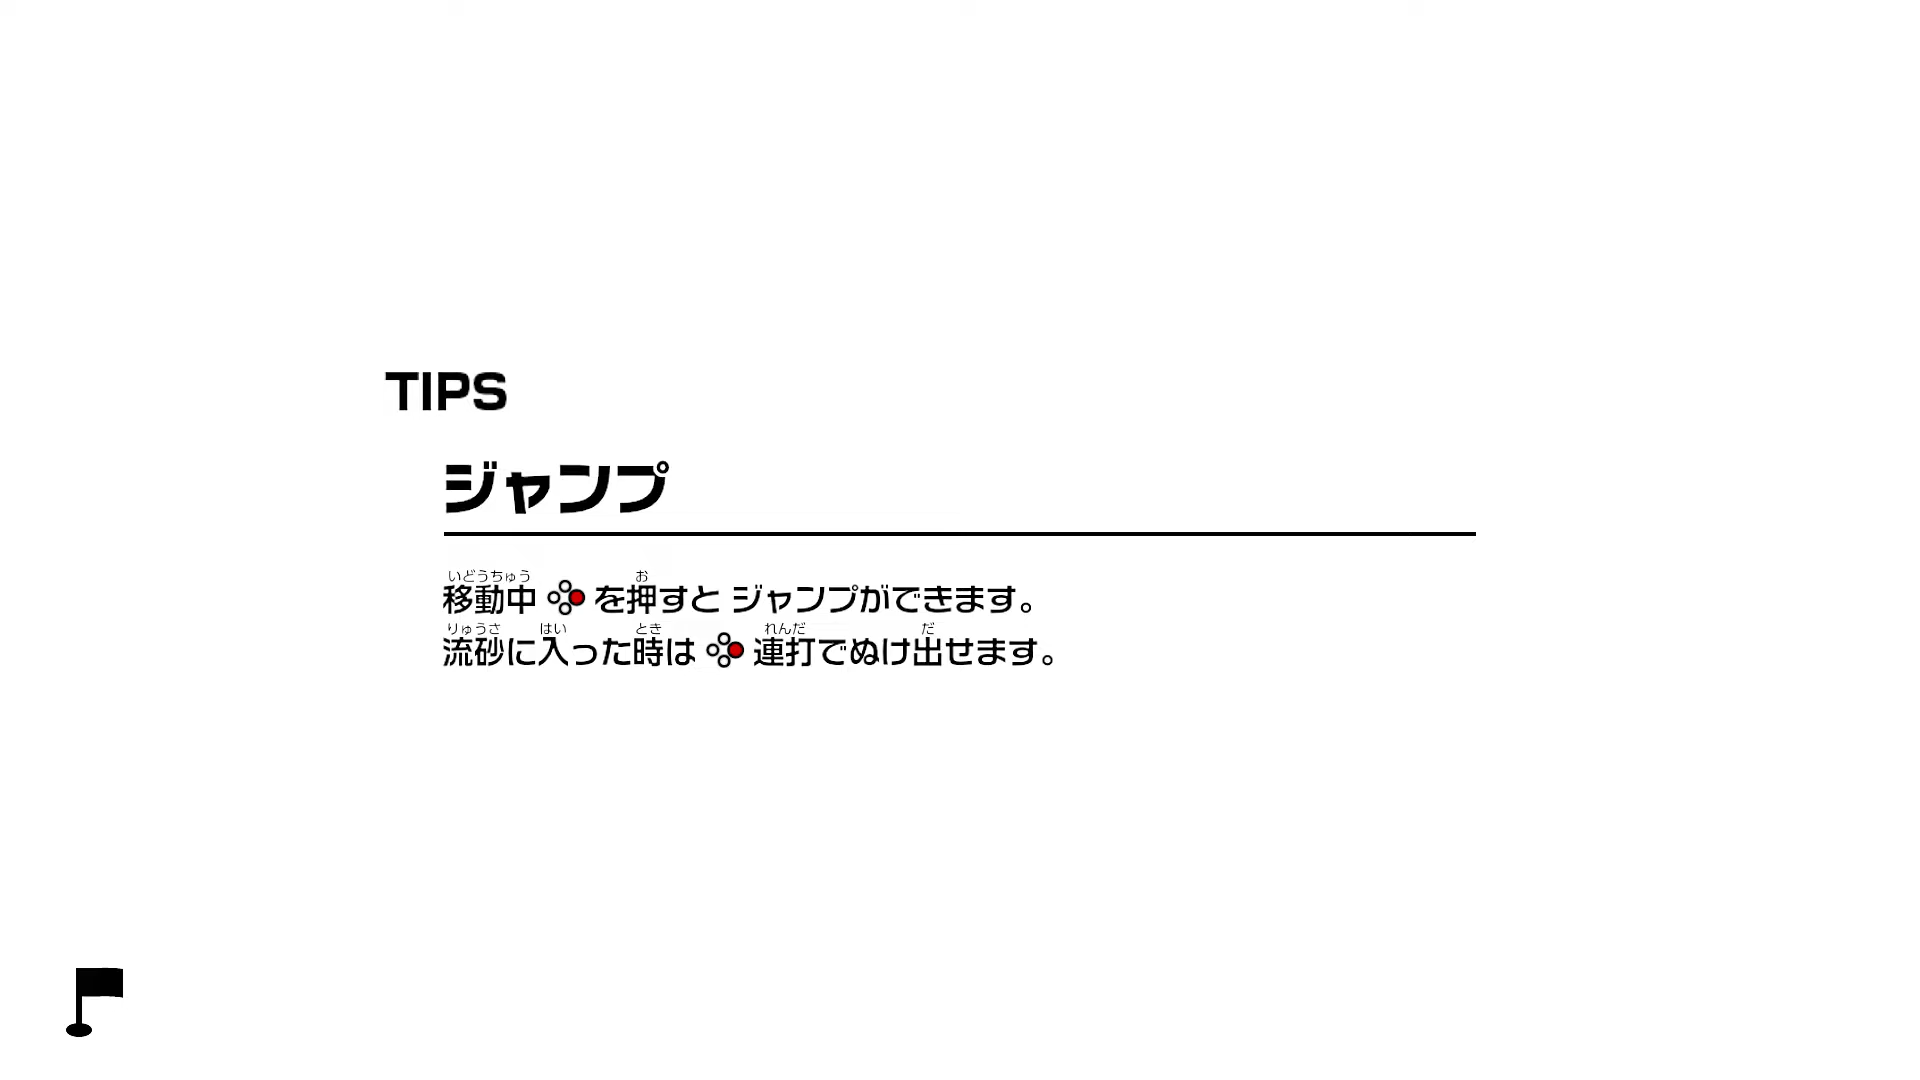 TIPS
ジャンプ
いどうちゅう お
移動中 を押すと ジャンプができます。
りゅうさ はい とき れんだ だ
流砂に入った時は 連打でぬけ出せます。